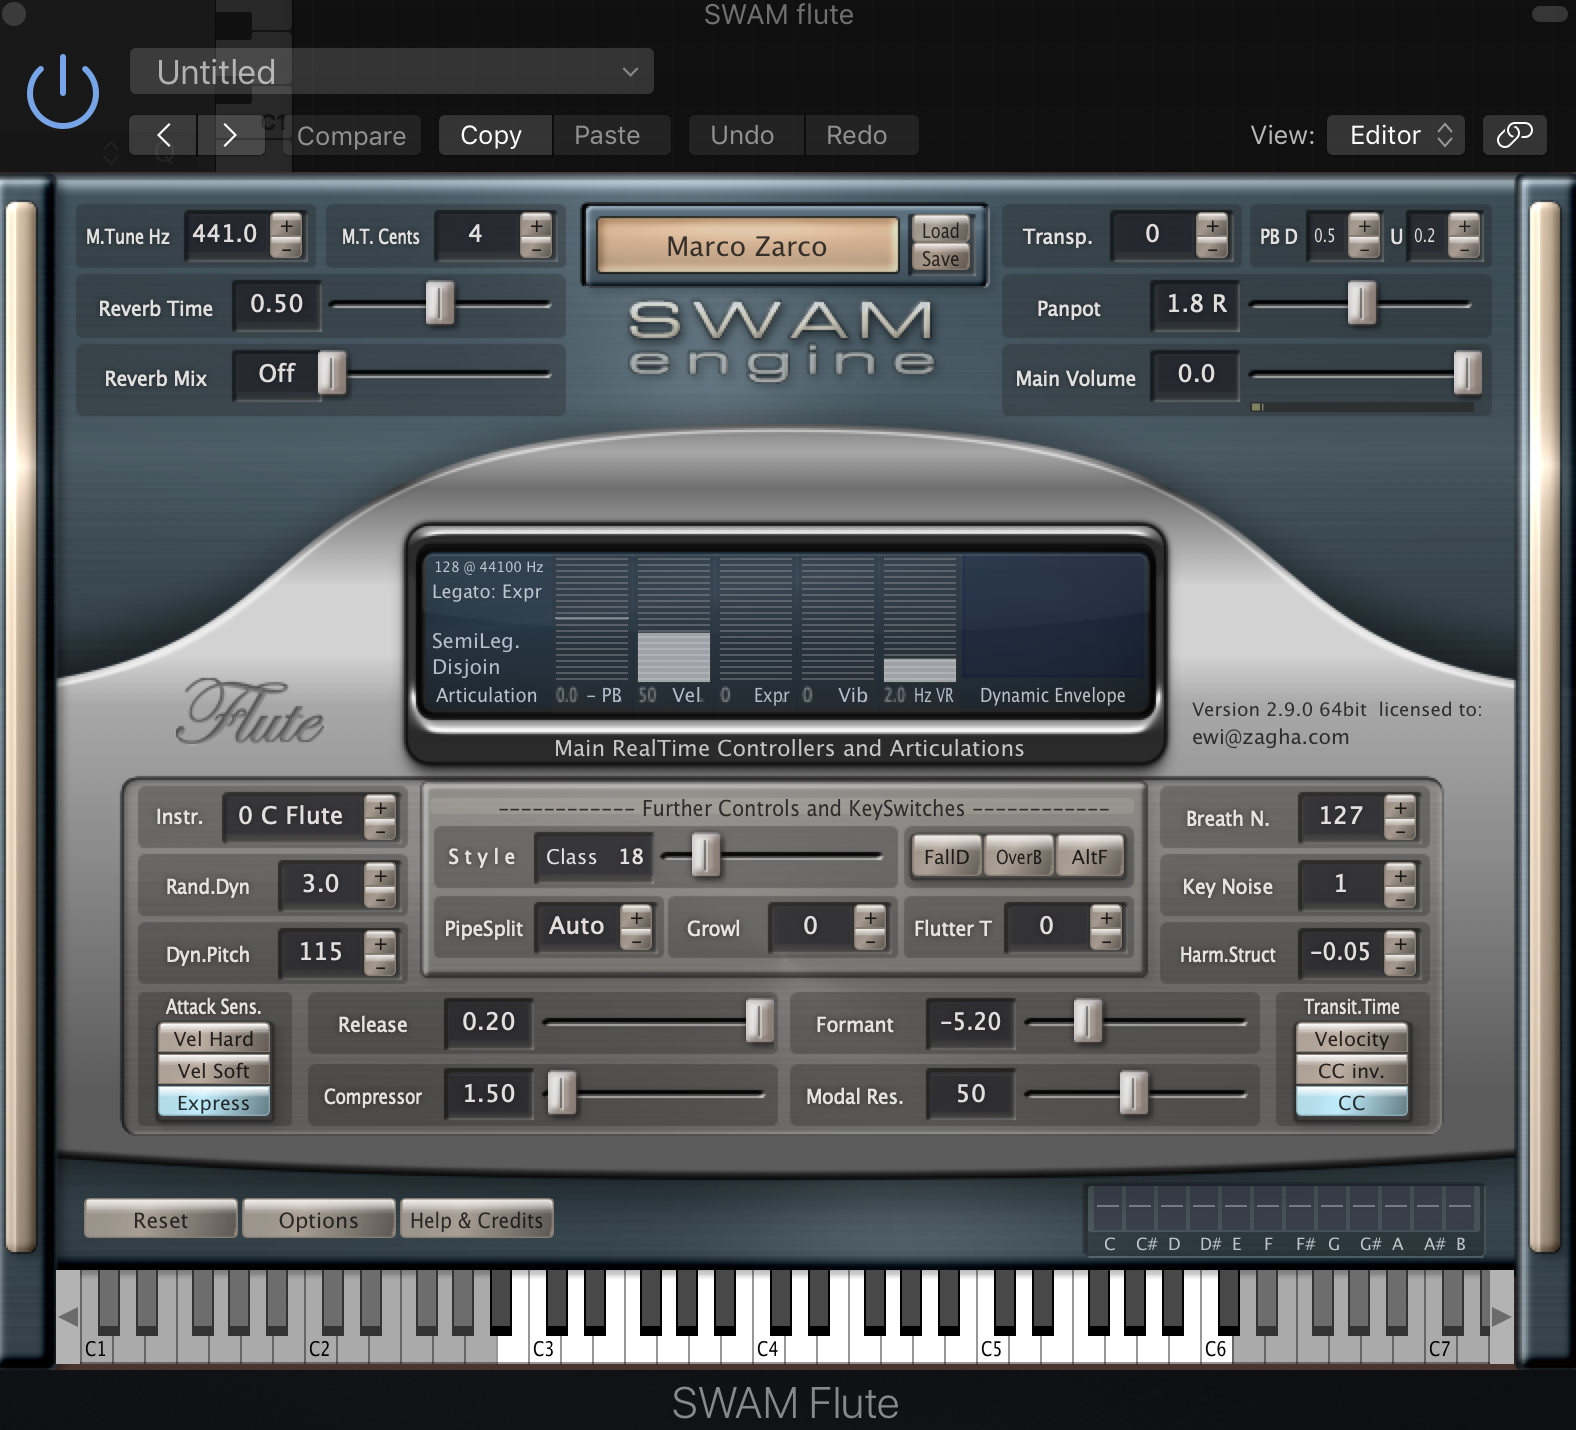 SWAM flute
Untitled
C1
Compare Copy Paste Undo Redo View: Editor
M.Tune Hz 441.0 + - M.T. Cents 4 + - Marco Zarco Load Save Transp. 0 + - PB D 0.5 + - U 0.2 + -
Reverb Time 0.50 SWAM Panpot 1.8 R
engine
Reverb Mix Off Main Volume 0.0
128 @ 44100 Hz
Legato: Expr
SemiLeg.
Disjoin
Articulation 0.0 - PB 50 Vel 0 Expr 0 Vib 2.0 Hz VR Dynamic Envelope
Flute
Version 2.9.0 64bit licensed to:
ewi@zagha.com
Main RealTime Controllers and Articulations
------------ Further Controls and KeySwitches ------------
Instr. 0 C Flute + - Breath N. 127 + -
Style Class 18 FallD OverB AltF
Rand.Dyn 3.0 + - Key Noise 1 + -
PipeSplit Auto + - Growl 0 + - Flutter T 0 + -
Dyn.Pitch 115 + - Harm.Struct -0.05 + -
Attack Sens. Transit.Time
Release 0.20 Formant -5.20
Vel Hard Velocity
Vel Soft CC inv.
Express CC
Compressor 1.50 Modal Res. 50
Reset Options Help & Credits
C C# D D# E F F# G G# A A# B
C1 C2 C3 C4 C5 C6 C7
SWAM Flute